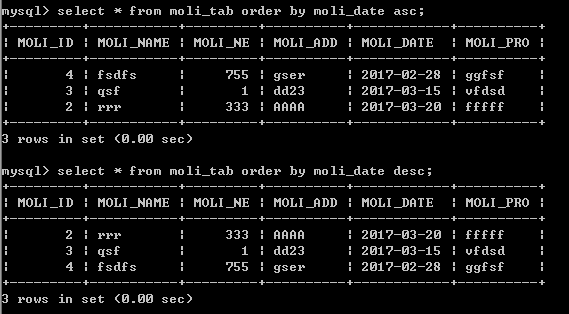 mysql> select * from moli_tab order by moli_date asc;
+---------+-----------+---------+----------+------------+----------+
| MOLI_ID | MOLI_NAME | MOLI_NE | MOLI_ADD | MOLI_DATE  | MOLI_PRO |
+---------+-----------+---------+----------+------------+----------+
|       4 | fsdfs     |     755 | gser     | 2017-02-28 | ggfsf    |
|       3 | qsf       |       1 | dd23     | 2017-03-15 | vfdsd    |
|       2 | rrr       |     333 | AAAA     | 2017-03-20 | fffff    |
+---------+-----------+---------+----------+------------+----------+
3 rows in set (0.00 sec)
mysql> select * from moli_tab order by moli_date desc;
+---------+-----------+---------+----------+------------+----------+
| MOLI_ID | MOLI_NAME | MOLI_NE | MOLI_ADD | MOLI_DATE  | MOLI_PRO |
+---------+-----------+---------+----------+------------+----------+
|       2 | rrr       |     333 | AAAA     | 2017-03-20 | fffff    |
|       3 | qsf       |       1 | dd23     | 2017-03-15 | vfdsd    |
|       4 | fsdfs     |     755 | gser     | 2017-02-28 | ggfsf    |
+---------+-----------+---------+----------+------------+----------+
3 rows in set (0.00 sec)